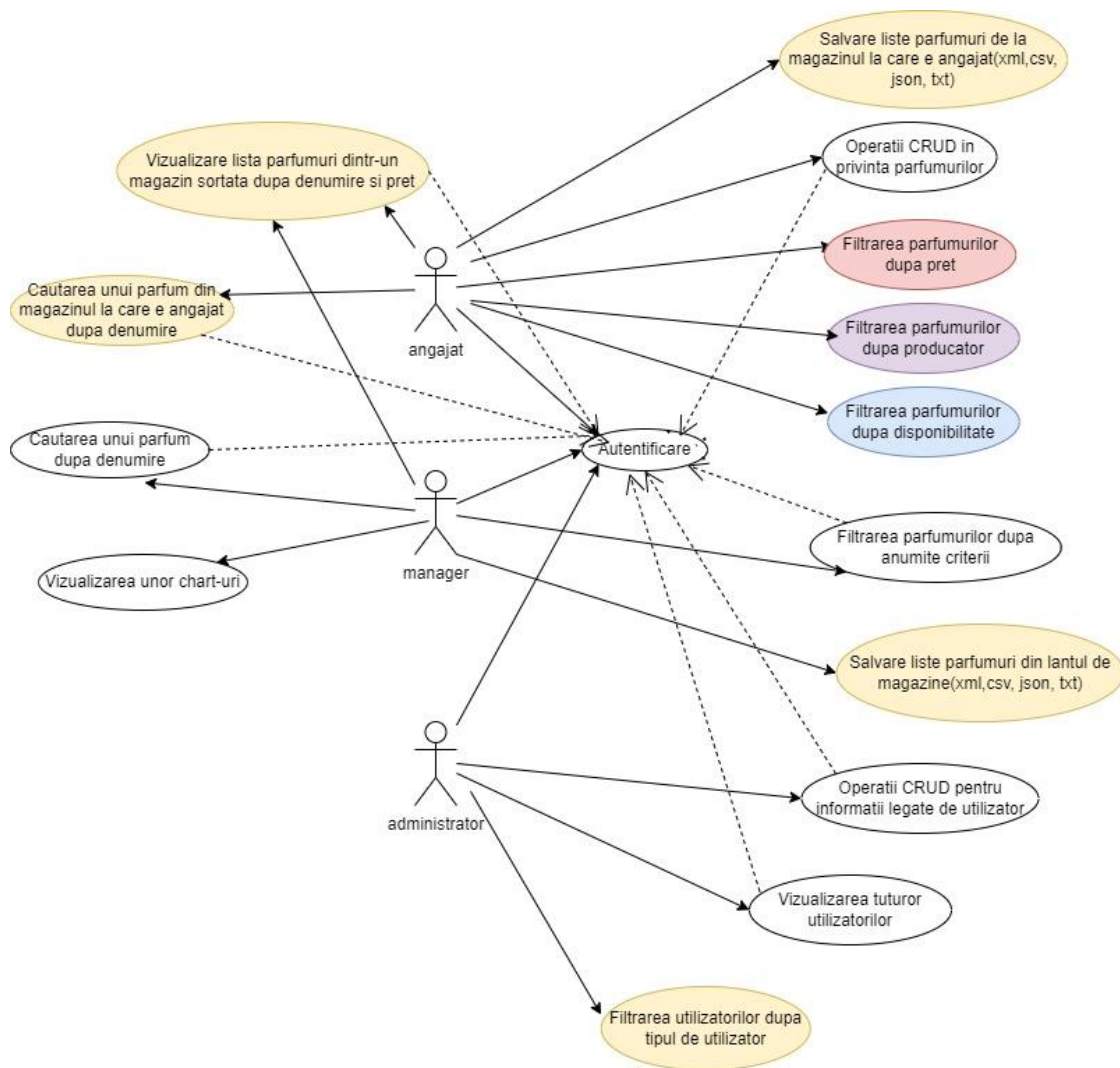 Salvare liste parfumuri de la
magazinul la care e angajat(xml,csv,
json, txt)
Vizualizare lista parfumuri dintr-un
magazin sortata dupa denumire si pret
Operatii CRUD in
privinta parfumurilor
Filtrarea parfumurilor
dupa pret
Cautarea unui parfum din
magazinul la care e angajat
dupa denumire
angajat
Filtrarea parfumurilor
dupa producator
Filtrarea parfumurilor
dupa disponibilitate
Cautarea unui parfum
dupa denumire
Autentificare
Filtrarea parfumurilor dupa
anumite criterii
manager
Vizualizarea unor chart-uri
Salvare liste parfumuri din lantul de
magazine(xml,csv, json, txt)
administrator
Operatii CRUD pentru
informatii legate de utilizator
Vizualizarea tuturor
utilizatorilor
Filtrarea utilizatorilor dupa
tipul de utilizator